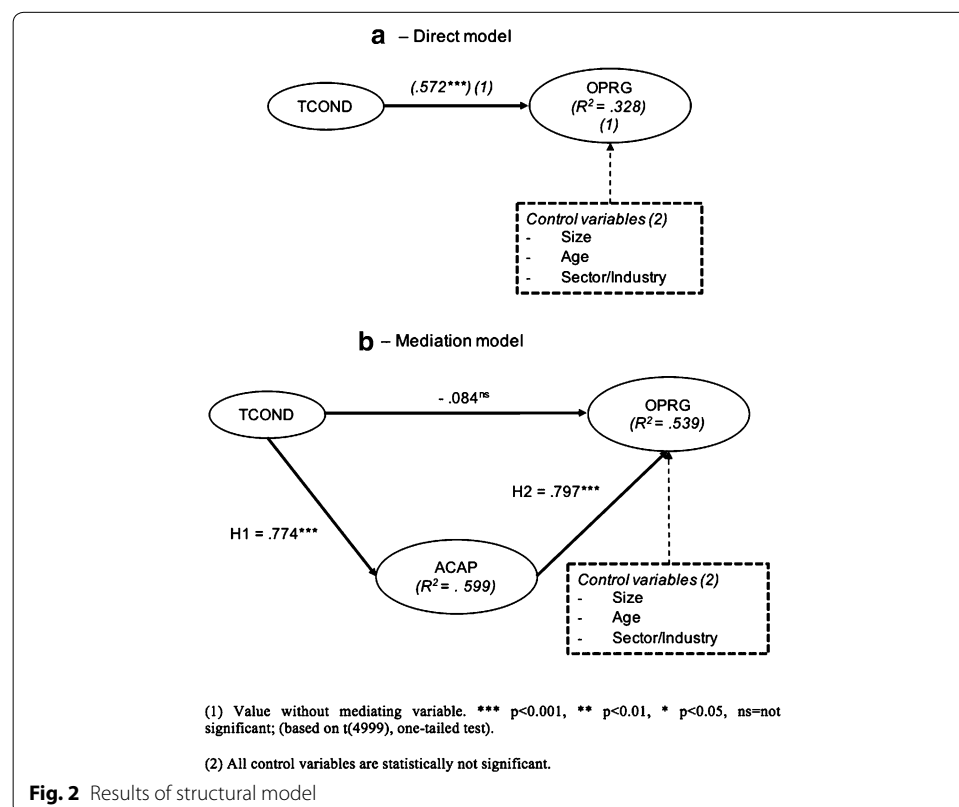 a – Direct model
(.572***) (1)
TCOND
OPRG
(R² = .328)
(1)
Control variables (2)
- Size
- Age
- Sector/Industry
b – Mediation model
- .084ns
TCOND
OPRG
(R² = .539)
H2 = .797***
H1 = .774***
ACAP
(R² = . 599)
Control variables (2)
- Size
- Age
- Sector/Industry
(1) Value without mediating variable. *** p<0.001, ** p<0.01, * p<0.05, ns=not
significant; (based on t(4999), one-tailed test).
(2) All control variables are statistically not significant.
Fig. 2 Results of structural model